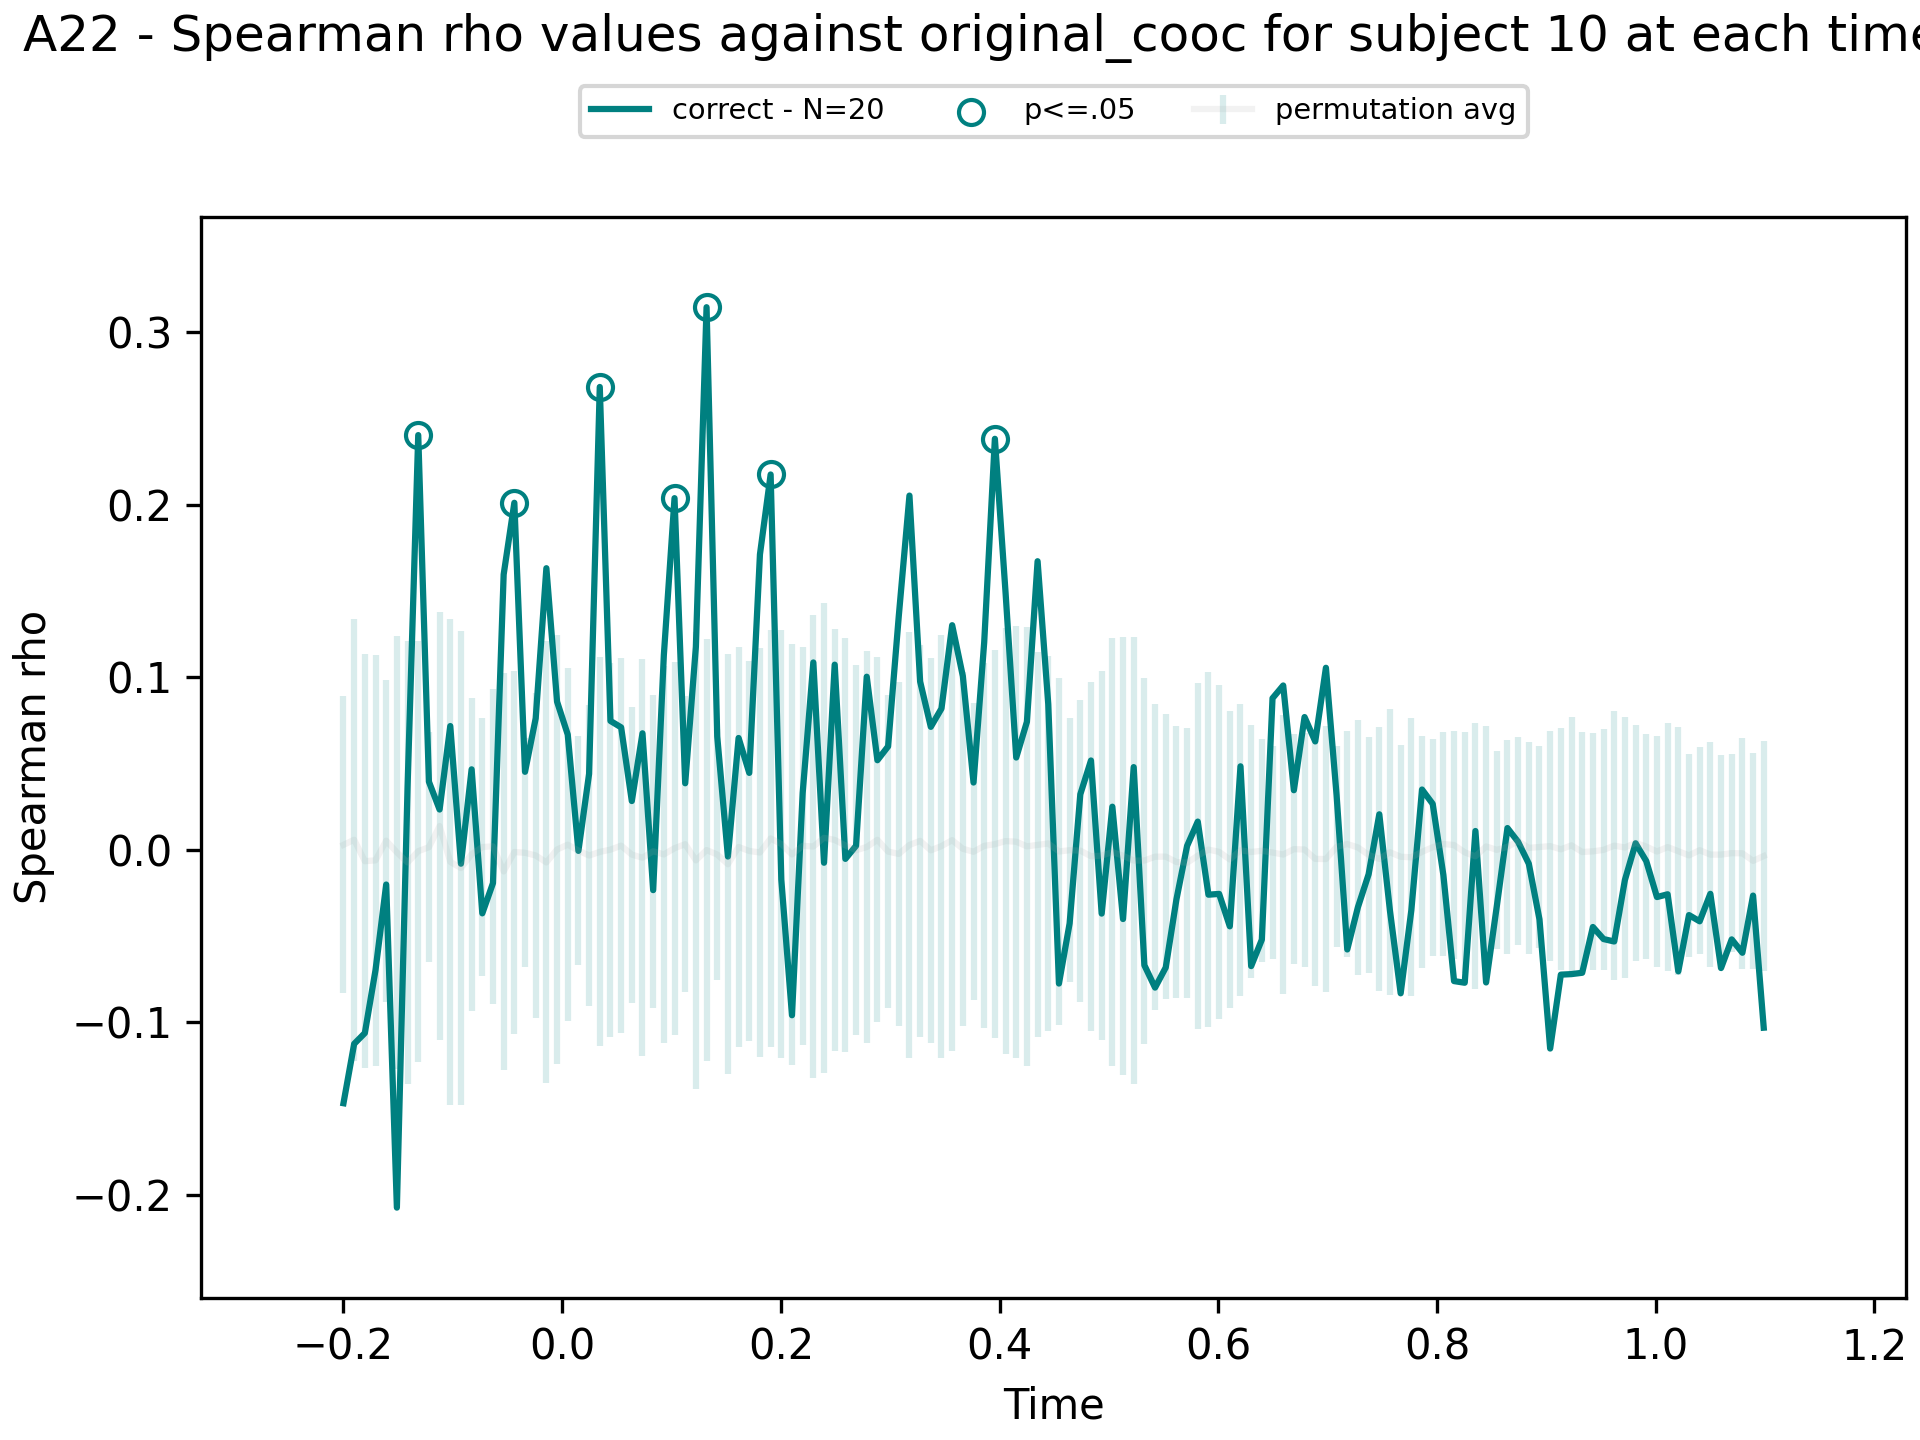 A22 - Spearman rho values against original_cooc for subject 10 at each time
correct - N=20 p<=.05 permutation avg
Spearman rho
0.3
0.2
0.1
0.0
−0.1
−0.2
−0.2 0.0 0.2 0.4 0.6 0.8 1.0 1.2
Time